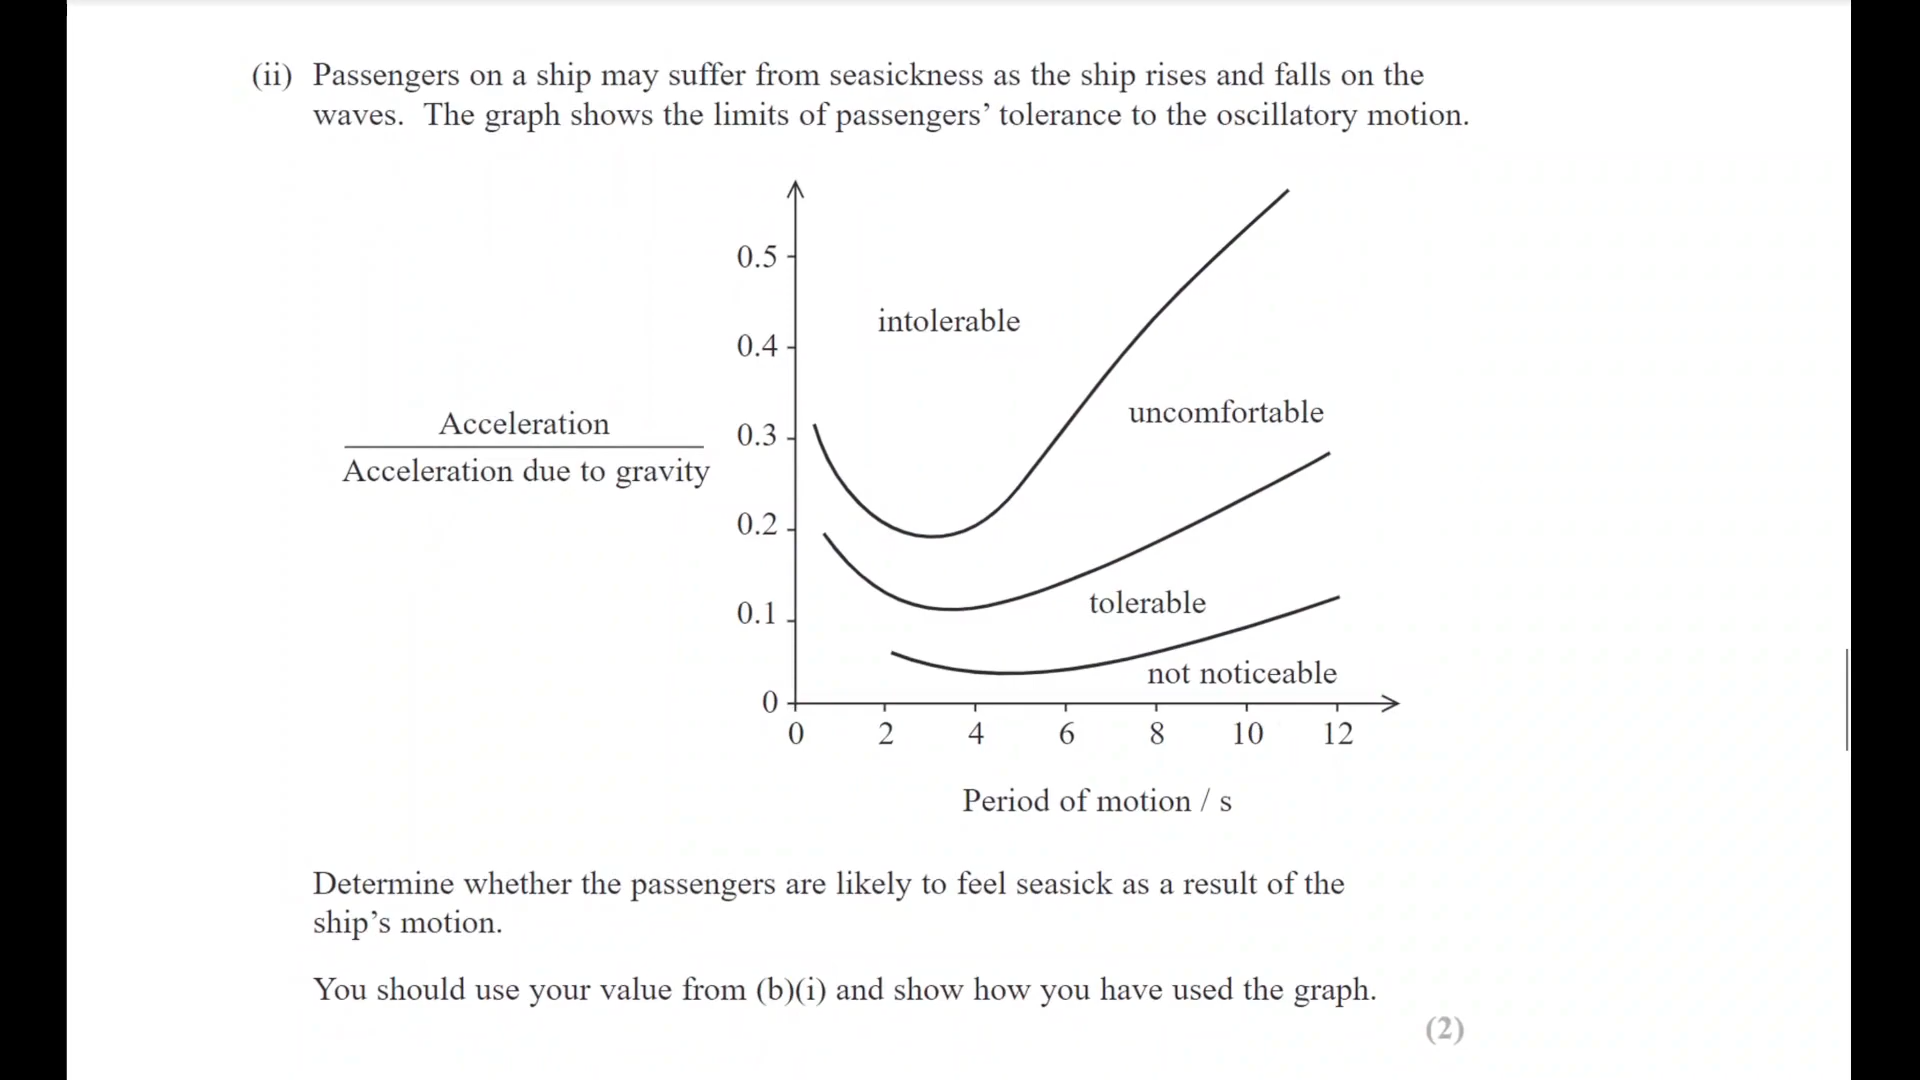 (ii) Passengers on a ship may suffer from seasickness as the ship rises and falls on the
waves. The graph shows the limits of passengers’ tolerance to the oscillatory motion.
0.5
intolerable
0.4
uncomfortable
Acceleration
0.3
Acceleration due to gravity
0.2
0.1
tolerable
not noticeable
0
0 2 4 6 8 10 12
Period of motion / s
Determine whether the passengers are likely to feel seasick as a result of the
ship’s motion.
You should use your value from (b)(i) and show how you have used the graph.
(2)